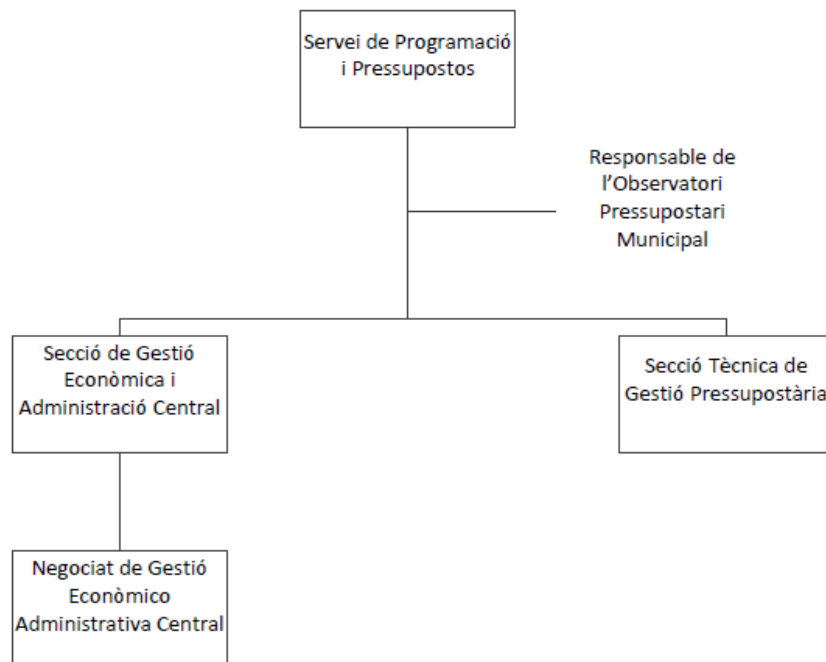 Servei de Programació
i Pressupostos
Responsable de
l'Observatori
Pressupostari
Municipal
Secció de Gestió
Econòmica i
Administració Central
Secció Tècnica de
Gestió Pressupostària
Negociat de Gestió
Econòmico
Administrativa Central